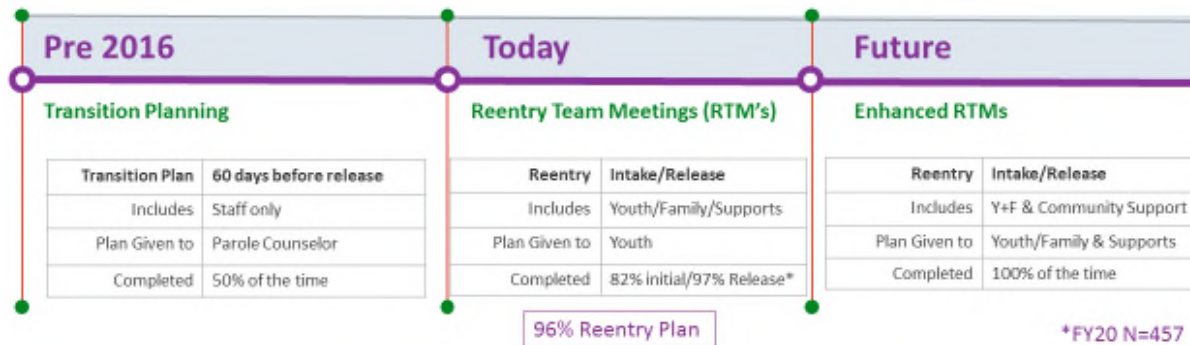 Pre 2016
Transition Planning
Transition Plan 60 days before release
Includes Staff only
Plan Given to Parole Counselor
Completed 50% of the time
Today
Reentry Team Meetings (RTM's)
Reentry Intake/Release
Includes Youth/Family/Supports
Plan Given to Youth
Completed 82% initial/97% Release*
96% Reentry Plan
Future
Enhanced RTMs
Reentry Intake/Release
Includes Y+F & Community Support
Plan Given to Youth/Family & Supports
Completed 100% of the time
*FY20 N=457